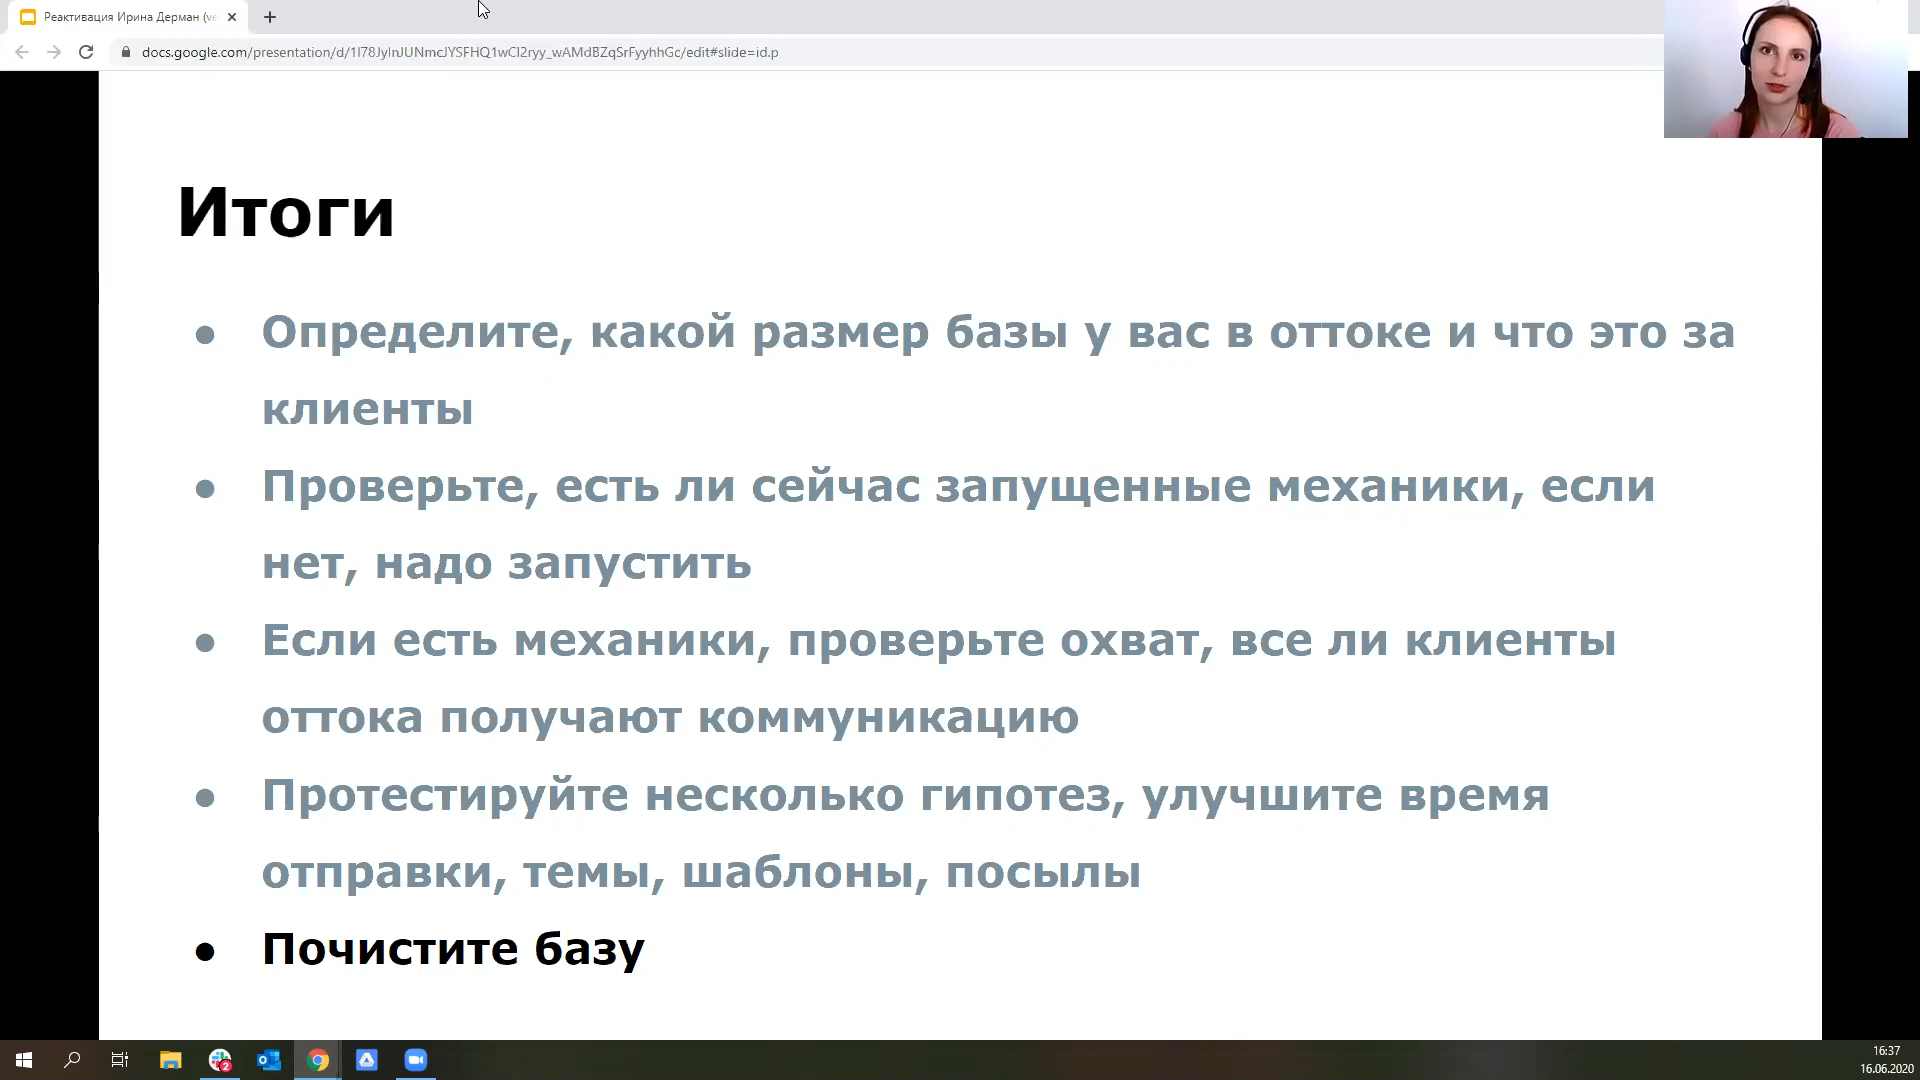 Реактивация Ирина Дерман (ve
docs.google.com/presentation/d/1I78JyInJUNmcJYSFHQ1wCl2ryy_wAMdBZqSrFyyhhGc/edit#slide=id.p
Итоги
● Определите, какой размер базы у вас в оттоке и что это за
клиенты
● Проверьте, есть ли сейчас запущенные механики, если
нет, надо запустить
● Если есть механики, проверьте охват, все ли клиенты
оттока получают коммуникацию
● Протестируйте несколько гипотез, улучшите время
отправки, темы, шаблоны, посылы
● Почистите базу
2
16:37
16.06.2020